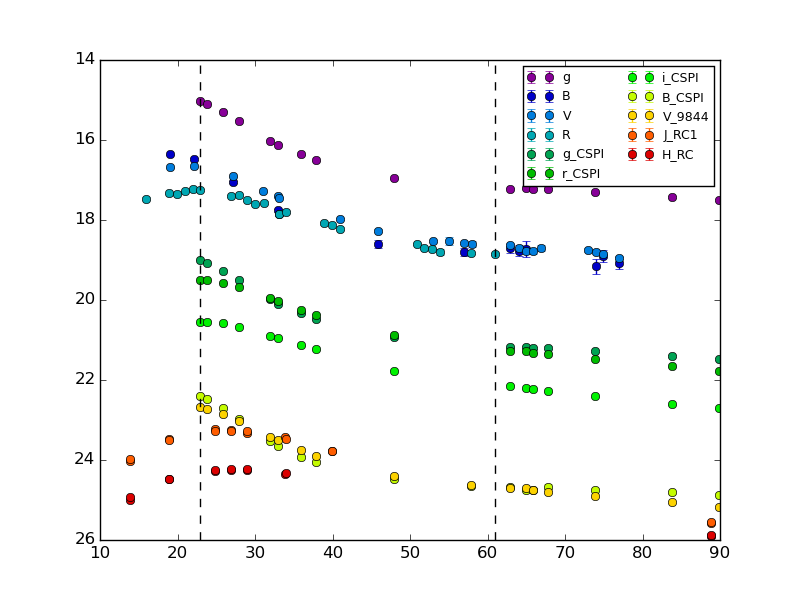 14
16
18
20
22
24
26
10 20 30 40 50 60 70 80 90
g i_CSPI
B B_CSPI
V V_9844
R J_RC1
g_CSPI H_RC
r_CSPI